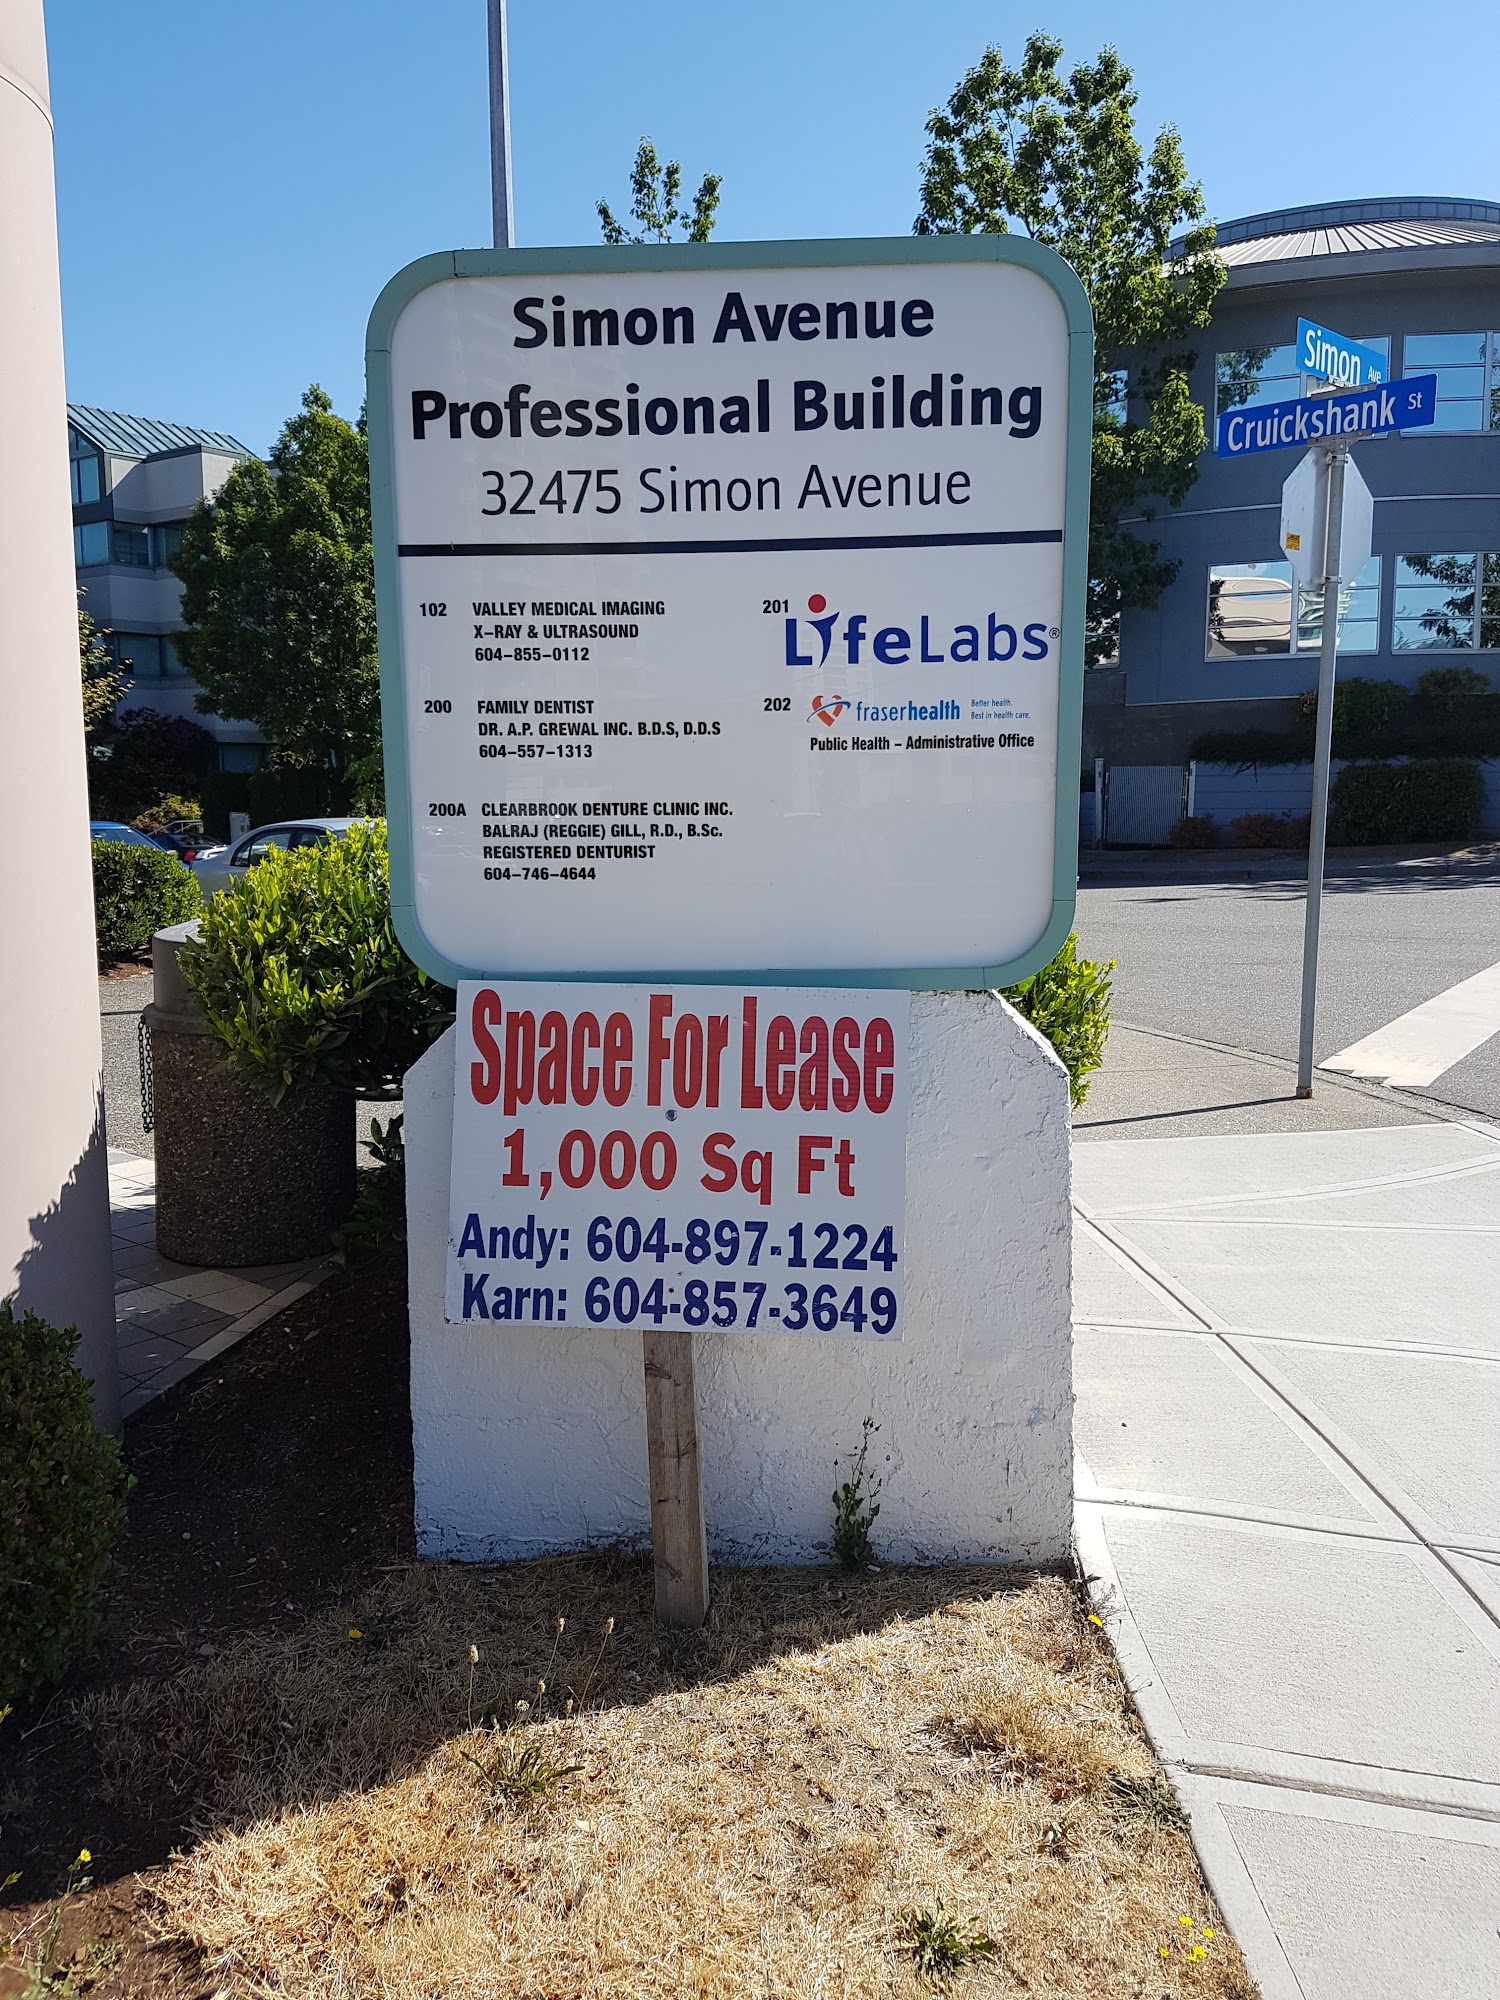 Simon Avenue
Professional Building
32475 Simon Avenue
102 VALLEY MEDICAL IMAGING
X-RAY & ULTRASOUND
604-855-0112
200 FAMILY DENTIST
DR. A.P. GREWAL INC. B.D.S, D.D.S
604-557-1313
200A CLEARBROOK DENTURE CLINIC INC.
BALRAJ (REGGIE) GILL, R.D., B.Sc.
REGISTERED DENTURIST
604-746-4644
201 LifeLabs®
202 fraserhealth Better health.
Best in health care.
Public Health – Administrative Office
Space For Lease
1,000 Sq Ft
Andy: 604-897-1224
Karn: 604-857-3649
Simon Ave
Cruickshank St